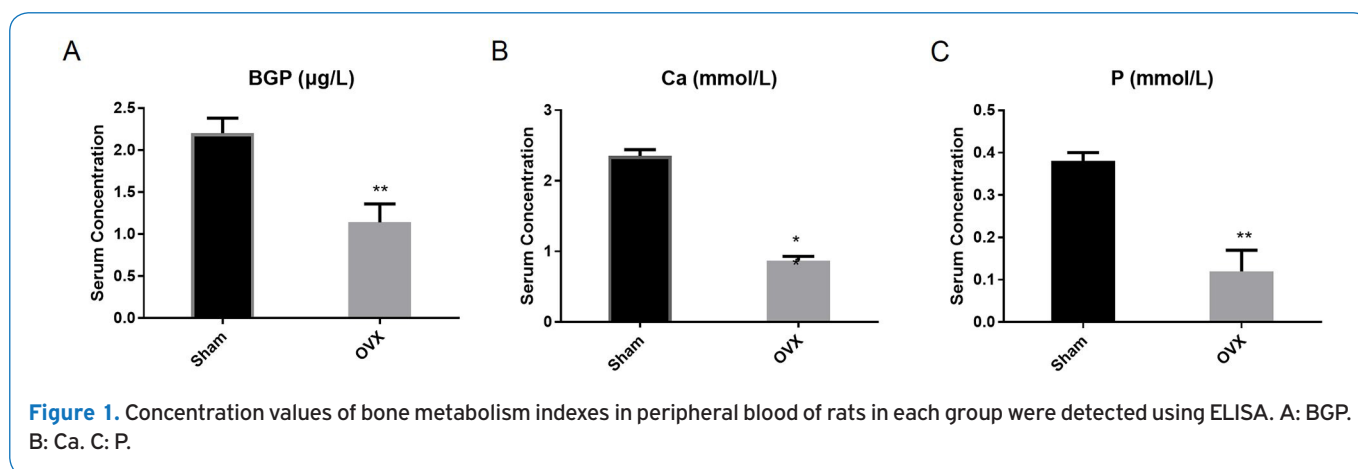 A
BGP (µg/L)
Serum Concentration
2.5
2.0
1.5
1.0
0.5
0.0
**
Sham
OVX
B
Ca (mmol/L)
Serum Concentration
3
2
1
0
*
*
Sham
OVX
C
P (mmol/L)
Serum Concentration
0.5
0.4
0.3
0.2
0.1
0.0
**
Sham
OVX
Figure 1. Concentration values of bone metabolism indexes in peripheral blood of rats in each group were detected using ELISA. A: BGP.
B: Ca. C: P.